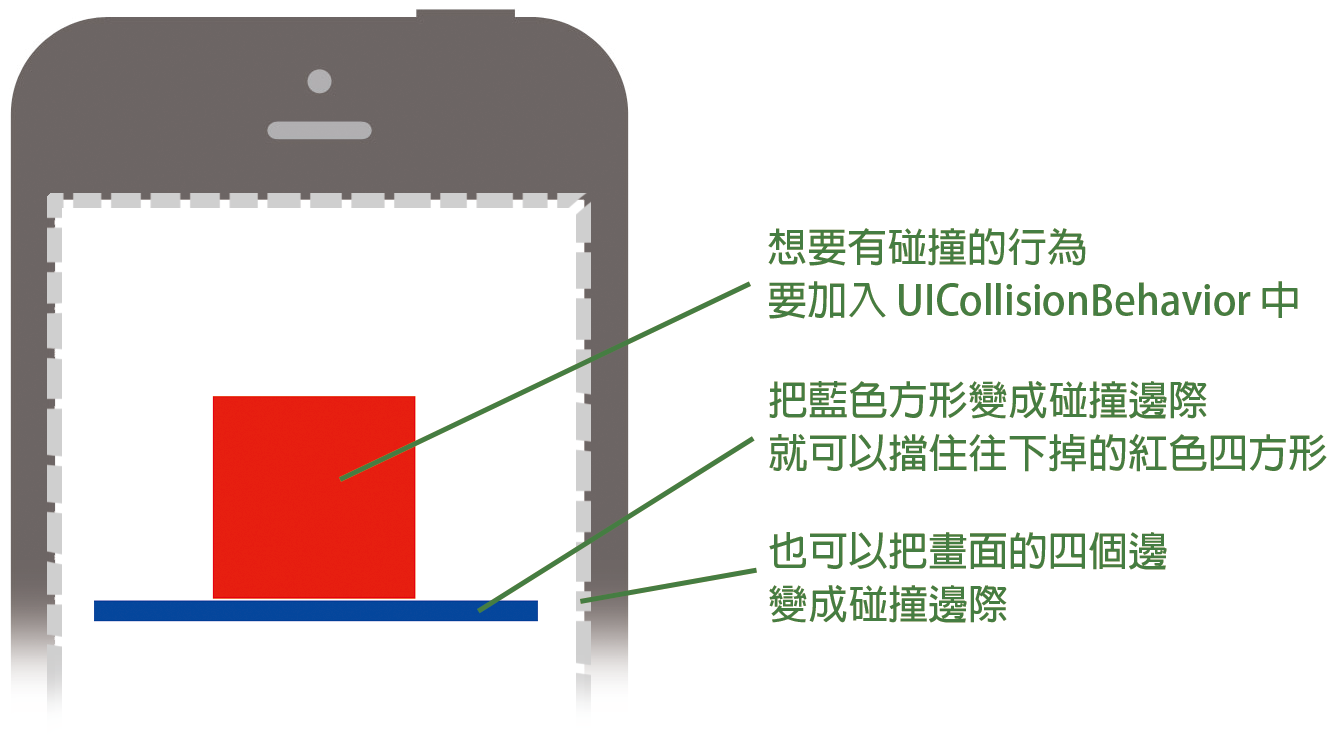 想要有碰撞的行為
要加入 UICollisionBehavior 中
把藍色方形變成碰撞邊際
就可以擋住往下掉的紅色四方形
也可以把畫面的四個邊
變成碰撞邊際